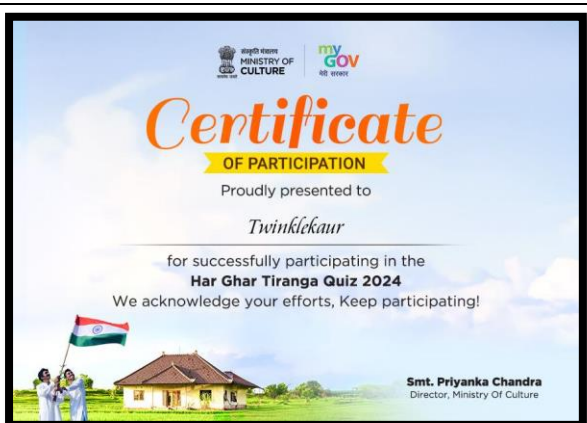 संस्कृति मंत्रालय
MINISTRY OF
CULTURE
my
GOV
मेरी सरकार
Certificate
OF PARTICIPATION
Proudly presented to
Twinklekaur
for successfully participating in the
Har Ghar Tiranga Quiz 2024
We acknowledge your efforts, Keep participating!
Smt. Priyanka Chandra
Director, Ministry Of Culture